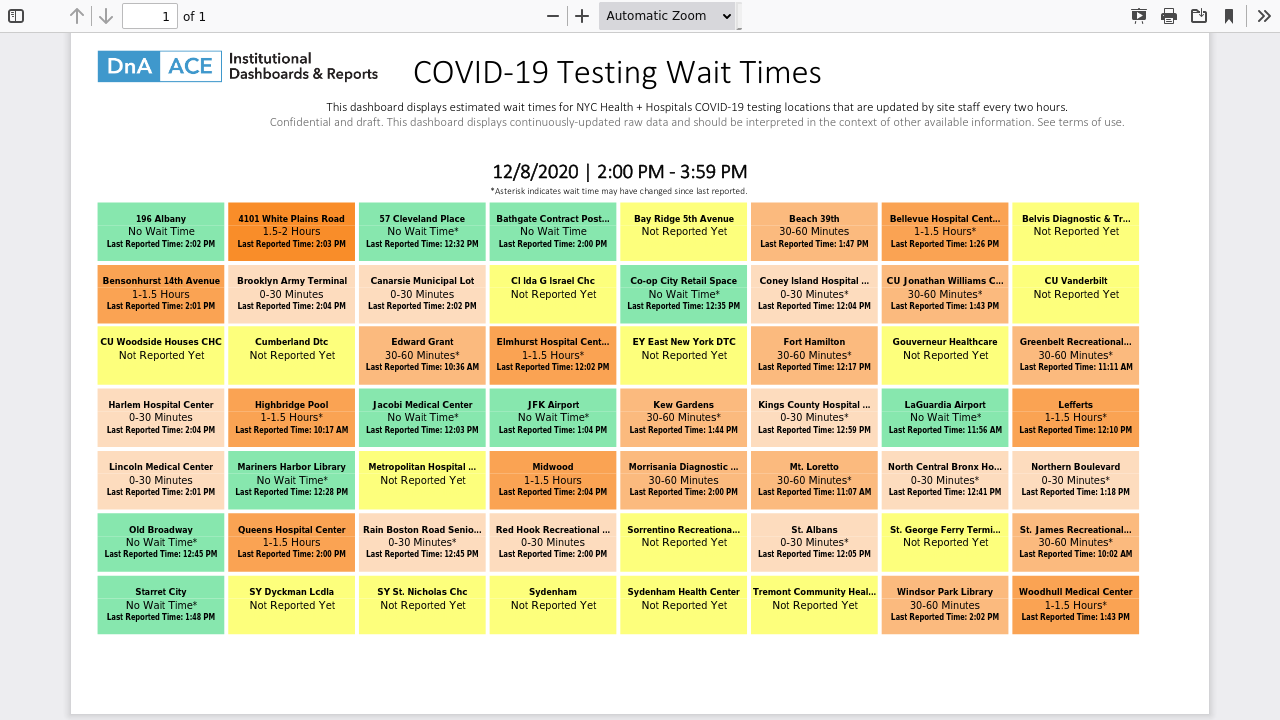 1 of 1 Automatic Zoom
DnA ACE Institutional
Dashboards & Reports
COVID-19 Testing Wait Times
This dashboard displays estimated wait times for NYC Health + Hospitals COVID-19 testing locations that are updated by site staff every two hours.
Confidential and draft. This dashboard displays continuously-updated raw data and should be interpreted in the context of other available information. See terms of use.
12/8/2020 | 2:00 PM - 3:59 PM
*Asterisk indicates wait time may have changed since last reported.
196 Albany
No Wait Time
Last Reported Time: 2:02 PM
4101 White Plains Road
1.5-2 Hours
Last Reported Time: 2:03 PM
57 Cleveland Place
No Wait Time*
Last Reported Time: 12:32 PM
Bathgate Contract Post...
No Wait Time
Last Reported Time: 2:00 PM
Bay Ridge 5th Avenue
Not Reported Yet
Beach 39th
30-60 Minutes
Last Reported Time: 1:47 PM
Bellevue Hospital Cent...
1-1.5 Hours*
Last Reported Time: 1:26 PM
Belvis Diagnostic & Tr...
Not Reported Yet
Bensonhurst 14th Avenue
1-1.5 Hours
Last Reported Time: 2:01 PM
Brooklyn Army Terminal
0-30 Minutes
Last Reported Time: 2:04 PM
Canarsie Municipal Lot
0-30 Minutes
Last Reported Time: 2:02 PM
Cl Ida G Israel Chc
Not Reported Yet
Co-op City Retail Space
No Wait Time*
Last Reported Time: 12:35 PM
Coney Island Hospital ...
0-30 Minutes*
Last Reported Time: 12:04 PM
CU Jonathan Williams C...
30-60 Minutes*
Last Reported Time: 1:43 PM
CU Vanderbilt
Not Reported Yet
CU Woodside Houses CHC
Not Reported Yet
Cumberland Dtc
Not Reported Yet
Edward Grant
30-60 Minutes*
Last Reported Time: 10:36 AM
Elmhurst Hospital Cent...
1-1.5 Hours*
Last Reported Time: 12:02 PM
EY East New York DTC
Not Reported Yet
Fort Hamilton
30-60 Minutes*
Last Reported Time: 12:17 PM
Gouverneur Healthcare
Not Reported Yet
Greenbelt Recreational...
30-60 Minutes*
Last Reported Time: 11:11 AM
Harlem Hospital Center
0-30 Minutes
Last Reported Time: 2:04 PM
Highbridge Pool
1-1.5 Hours*
Last Reported Time: 10:17 AM
Jacobi Medical Center
No Wait Time*
Last Reported Time: 12:03 PM
JFK Airport
No Wait Time*
Last Reported Time: 1:04 PM
Kew Gardens
30-60 Minutes*
Last Reported Time: 1:44 PM
Kings County Hospital ...
0-30 Minutes*
Last Reported Time: 12:59 PM
LaGuardia Airport
No Wait Time*
Last Reported Time: 11:56 AM
Lefferts
1-1.5 Hours*
Last Reported Time: 12:10 PM
Lincoln Medical Center
0-30 Minutes
Last Reported Time: 2:01 PM
Mariners Harbor Library
No Wait Time*
Last Reported Time: 12:28 PM
Metropolitan Hospital ...
Not Reported Yet
Midwood
1-1.5 Hours
Last Reported Time: 2:04 PM
Morrisania Diagnostic ...
30-60 Minutes
Last Reported Time: 2:00 PM
Mt. Loretto
30-60 Minutes*
Last Reported Time: 11:07 AM
North Central Bronx Ho...
0-30 Minutes*
Last Reported Time: 12:41 PM
Northern Boulevard
0-30 Minutes*
Last Reported Time: 1:18 PM
Old Broadway
No Wait Time*
Last Reported Time: 12:45 PM
Queens Hospital Center
1-1.5 Hours
Last Reported Time: 2:00 PM
Rain Boston Road Senio...
0-30 Minutes*
Last Reported Time: 12:45 PM
Red Hook Recreational ...
0-30 Minutes
Last Reported Time: 2:00 PM
Sorrentino Recreationa...
Not Reported Yet
St. Albans
0-30 Minutes*
Last Reported Time: 12:05 PM
St. George Ferry Termi...
Not Reported Yet
St. James Recreational...
30-60 Minutes*
Last Reported Time: 10:02 AM
Starret City
No Wait Time*
Last Reported Time: 1:48 PM
SY Dyckman Lcdla
Not Reported Yet
SY St. Nicholas Chc
Not Reported Yet
Sydenham
Not Reported Yet
Sydenham Health Center
Not Reported Yet
Tremont Community Heal...
Not Reported Yet
Windsor Park Library
30-60 Minutes
Last Reported Time: 2:02 PM
Woodhull Medical Center
1-1.5 Hours*
Last Reported Time: 1:43 PM